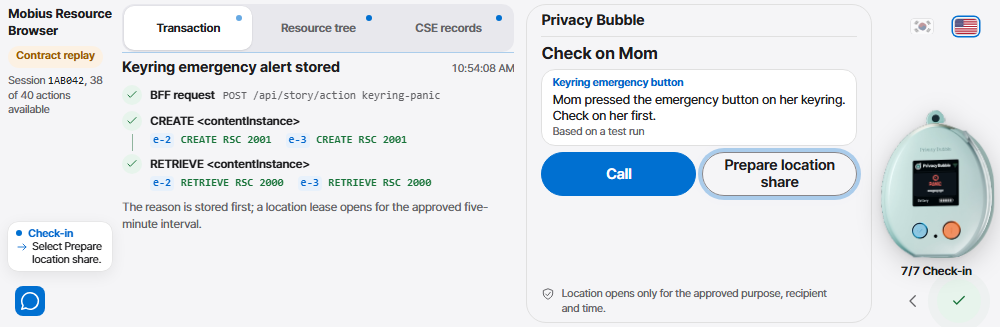 Mobius Resource
Browser
Contract replay
Session 1AB042, 38
of 40 actions
available
Check-in
→ Select Prepare
location share.
Transaction
Resource tree
CSE records
Keyring emergency alert stored
10:54:08 AM
BFF request POST /api/story/action keyring-panic
CREATE <contentInstance>
e-2 CREATE RSC 2001 e-3 CREATE RSC 2001
RETRIEVE <contentInstance>
e-2 RETRIEVE RSC 2000 e-3 RETRIEVE RSC 2000
The reason is stored first; a location lease opens for the approved five-
minute interval.
Privacy Bubble
Check on Mom
Keyring emergency button
Mom pressed the emergency button on her keyring.
Check on her first.
Based on a test run
Call
Prepare location
share
Location opens only for the approved purpose, recipient
and time.
Privacy Bubble
Privacy Bubble
7/7 Check-in